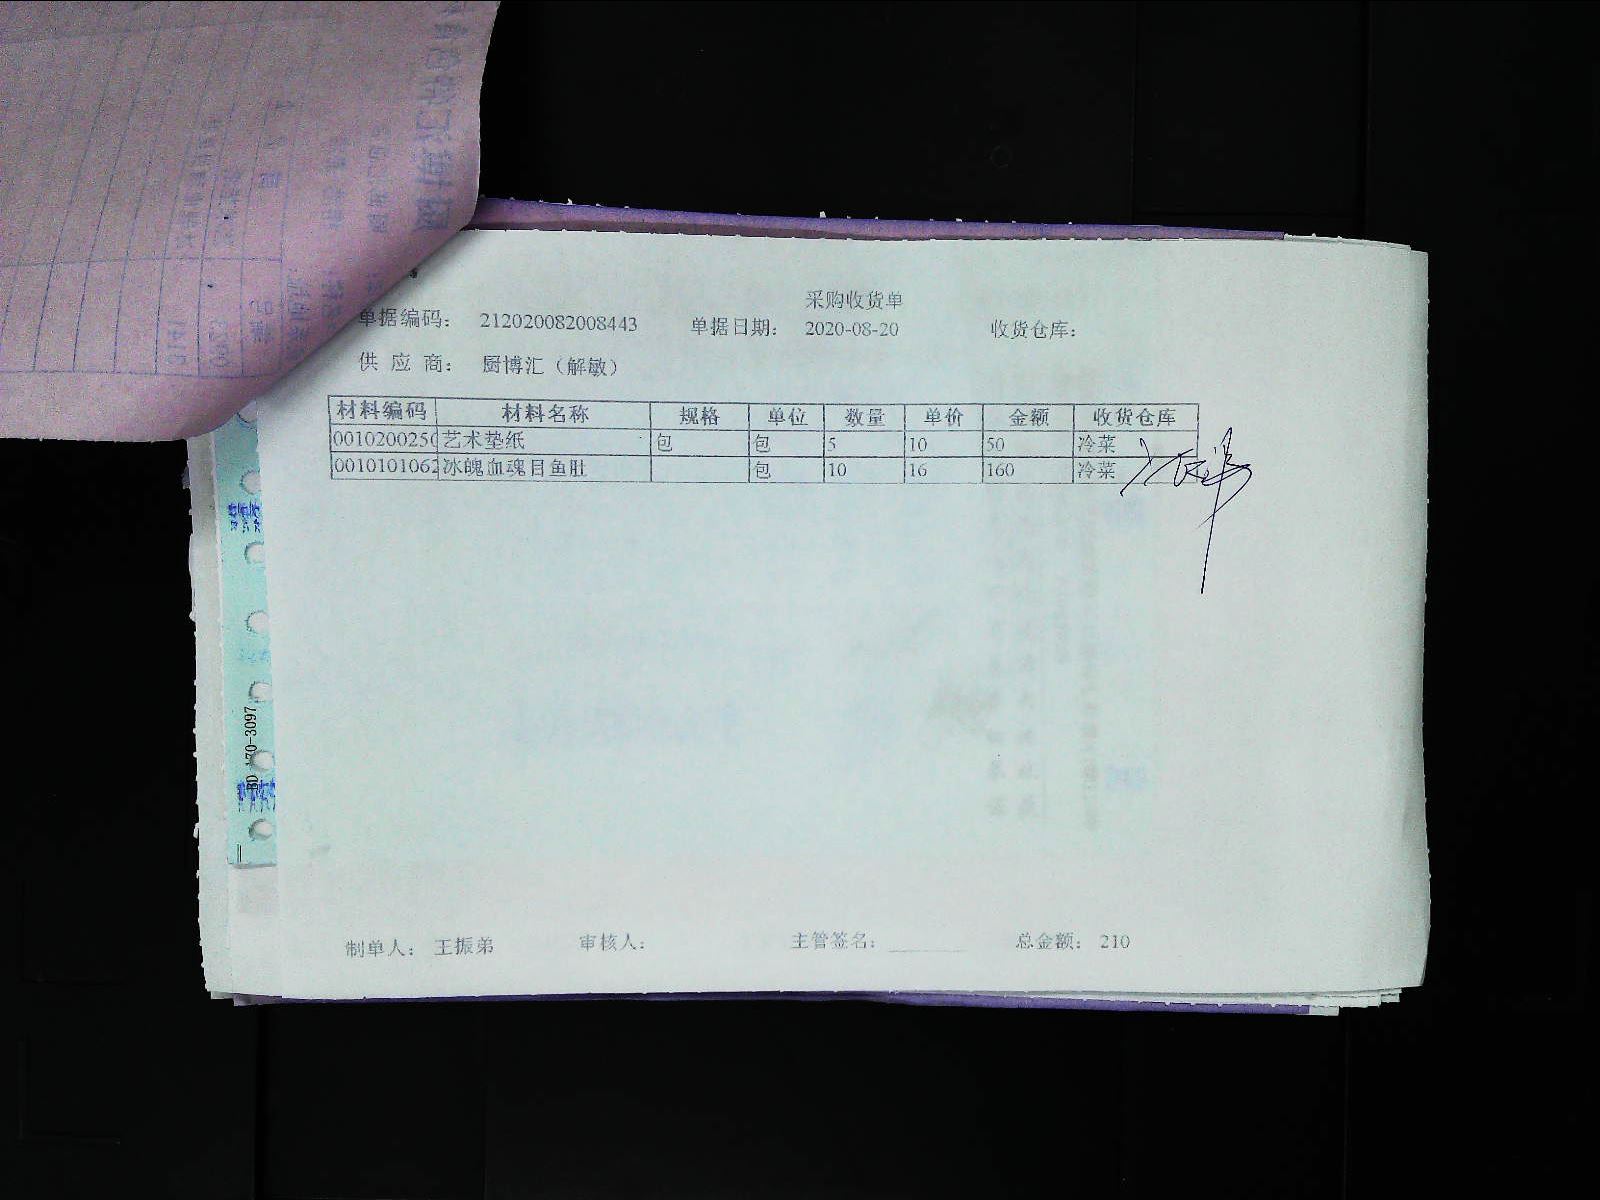 采购收货单
单据编码： 212020082008443 单据日期： 2020-08-20 收货仓库：
供 应 商： 厨博汇（解敏）
材料编码 材料名称 规格 单位 数量 单价 金额 收货仓库
001020025 艺术垫纸 包 包 5 10 50 冷菜
0010101062 冰魄血魂目鱼肚 包 10 16 160 冷菜
制单人： 王振弟 审核人： 主管签名： 总金额： 210
BD 170-3097